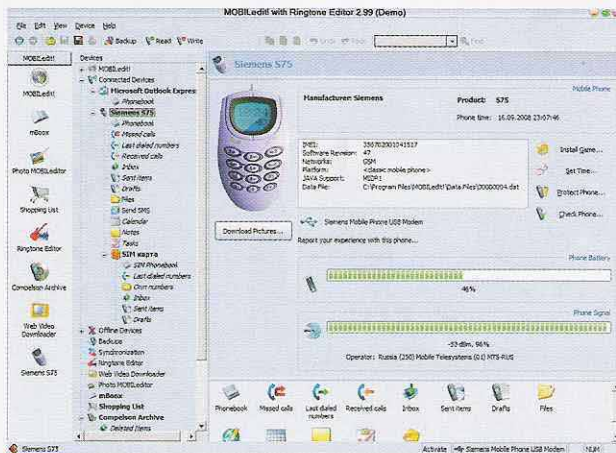 MOBILedit! with Ringtone Editor 2.99 (Demo)
File Edit View Device Help
Backup Read Write Undo Find
MOBILedit!
MOBILedit!
mBoox
Photo MOBILeditor
Shopping List
Ringtone Editor
Compelson Archive
Web Video
Downloader
Siemens S75
Devices
MOBILedit!
Connected Devices
Microsoft Outlook Expres
Phonebook
Siemens S75
Phonebook
Missed calls
Last dialed numbers
Received calls
Inbox
Sent items
Drafts
Files
Send SMS
Calendar
Notes
Tasks
SIM карта
SIM Phonebook
Last dialed numbers
Own numbers
Inbox
Sent items
Drafts
Offline Devices
Backups
Synchronization
Ringtone Editor
Web Video Downloader
Photo MOBILeditor
mBoox
Shopping List
Compelson Archive
Deleted Items
Siemens S75
Mobile Phone
Manufacturer: Siemens Product: S75
Phone time: 16.09.2008 23:07:46
IMEI:
Software Revision: 47
Networks: GSM
Platform: <classic mobile phone>
JAVA Support: MIDP1
Data File:
Install Game...
Set Time...
Protect Phone...
Check Phone...
Download Pictures...
Siemens Mobile Phone USB Modem
Report your experience with this phone...
Phone Battery
46%
Phone Signal
-53 dBm, 96%
Operator: Russia (250) Mobile Telesystems (01) MTS-RUS
Phonebook Missed calls Last dialed Received calls Inbox Sent items Drafts Files
numbers
Siemens S75 Activate Siemens Mobile Phone USB Modem NUM